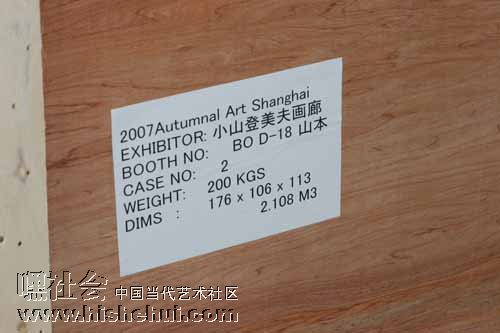 2007Autumnal Art Shanghai
EXHIBITOR: 小山登美夫画廊
BOOTH NO: BO D-18 山本
CASE NO: 2
WEIGHT: 200 KGS
DIMS : 176 x 106 x 113
2.108 M3
嘿社会 中国当代艺术社区
www.hishehui.com